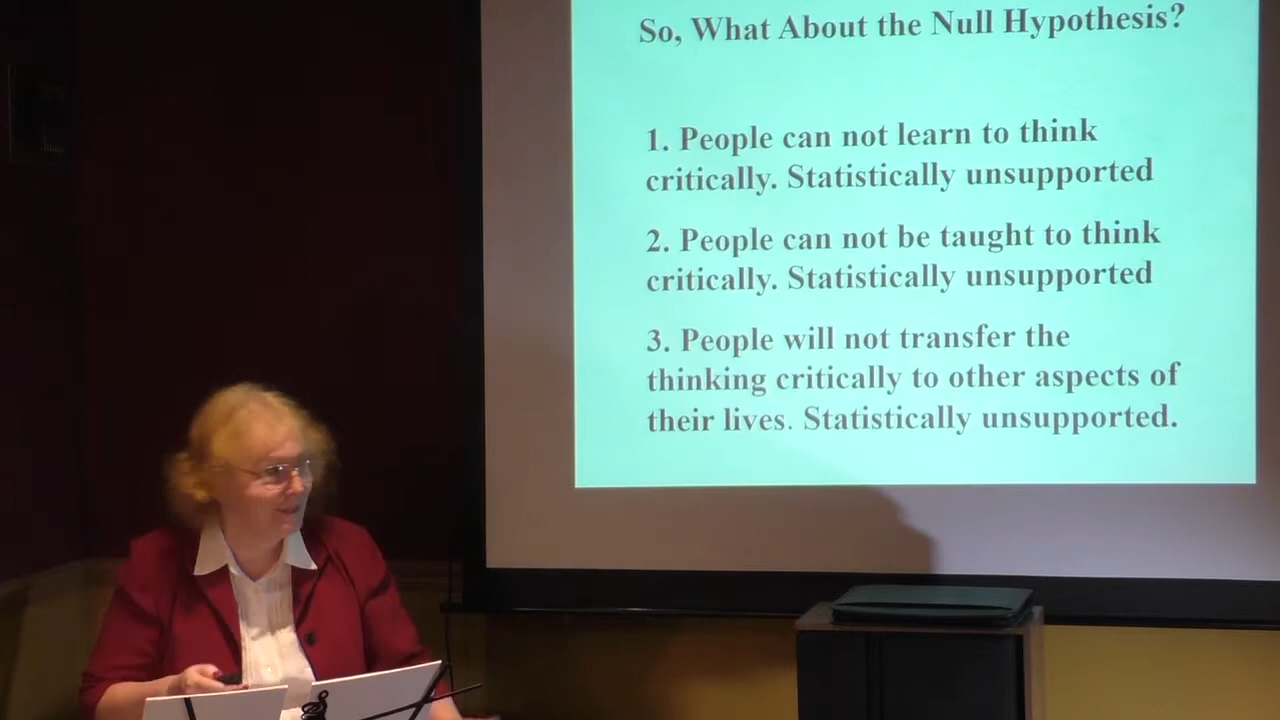 So, What About the Null Hypothesis?
1. People can not learn to think
critically. Statistically unsupported
2. People can not be taught to think
critically. Statistically unsupported
3. People will not transfer the
thinking critically to other aspects of
their lives. Statistically unsupported.